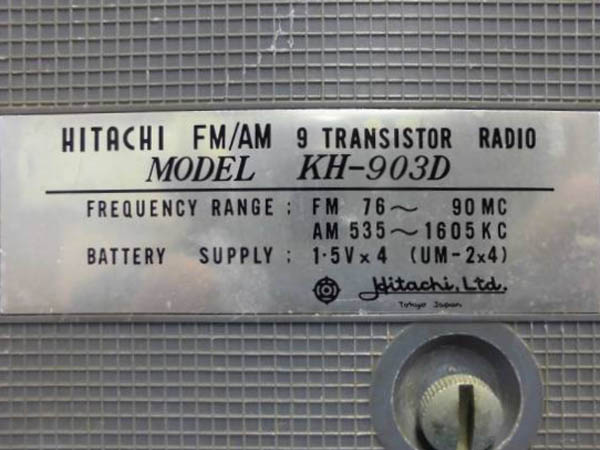 HITACHI FM/AM 9 TRANSISTOR RADIO
MODEL KH-903D
FREQUENCY RANGE : FM 76~ 90MC
AM 535~1605KC
BATTERY SUPPLY : 1·5V×4 (UM-2×4)
Hitachi, Ltd.
Tokyo Japan